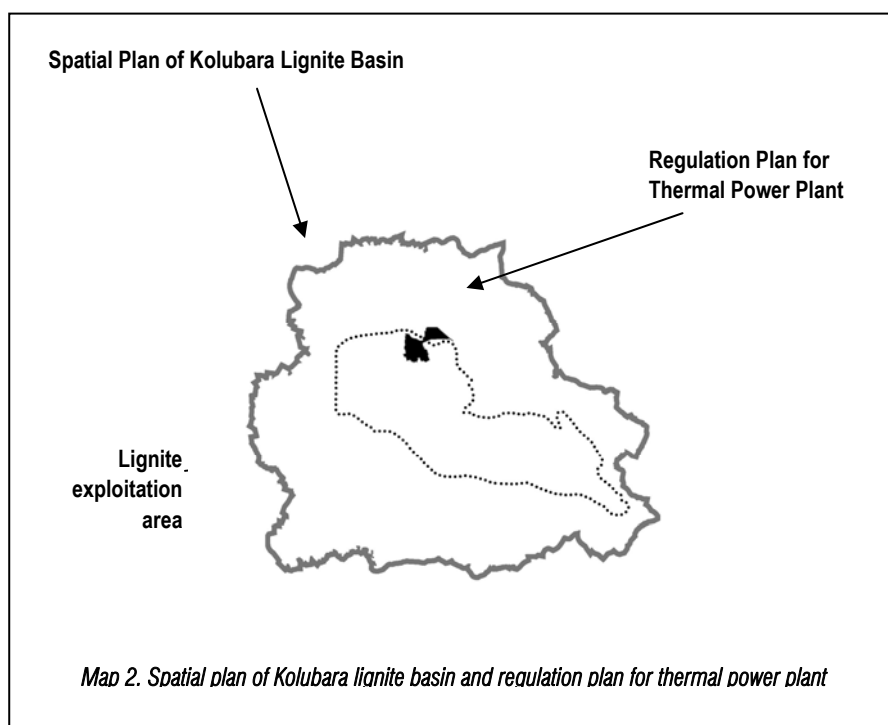 Spatial Plan of Kolubara Lignite Basin
Regulation Plan for
Thermal Power Plant
Lignite
exploitation
area
Map 2. Spatial plan of Kolubara lignite basin and regulation plan for thermal power plant